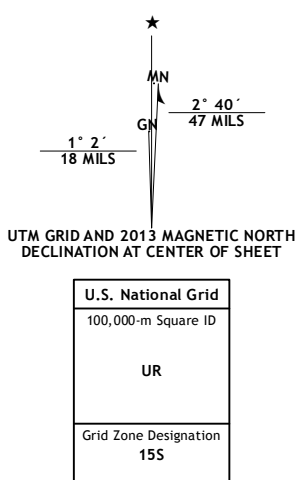 ★
MN
GN
2° 40´
47 MILS
1° 2´
18 MILS
UTM GRID AND 2013 MAGNETIC NORTH
DECLINATION AT CENTER OF SHEET
U.S. National Grid
100,000-m Square ID
UR
Grid Zone Designation
15S